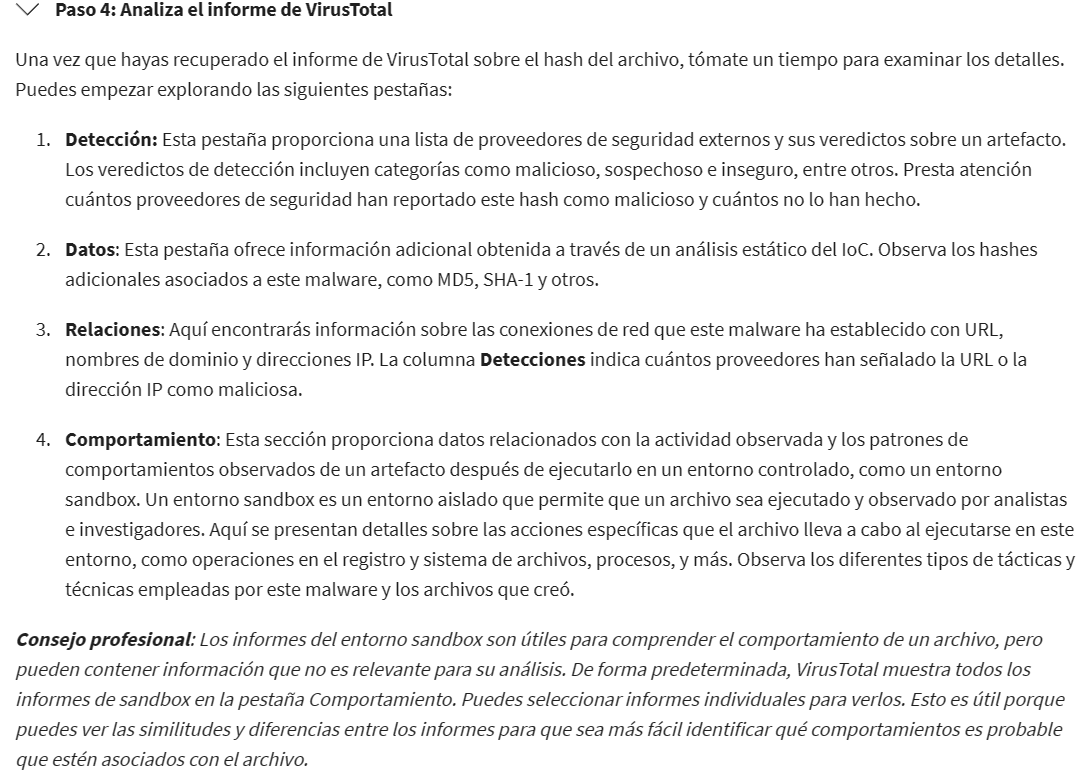 Paso 4: Analiza el informe de VirusTotal
Una vez que hayas recuperado el informe de VirusTotal sobre el hash del archivo, tómate un tiempo para examinar los detalles.
Puedes empezar explorando las siguientes pestañas:
1. Detección: Esta pestaña proporciona una lista de proveedores de seguridad externos y sus veredictos sobre un artefacto.
Los veredictos de detección incluyen categorías como malicioso, sospechoso e inseguro, entre otros. Presta atención
cuántos proveedores de seguridad han reportado este hash como malicioso y cuántos no lo han hecho.
2. Datos: Esta pestaña ofrece información adicional obtenida a través de un análisis estático del IoC. Observa los hashes
adicionales asociados a este malware, como MD5, SHA-1 y otros.
3. Relaciones: Aquí encontrarás información sobre las conexiones de red que este malware ha establecido con URL,
nombres de dominio y direcciones IP. La columna Detecciones indica cuántos proveedores han señalado la URL o la
dirección IP como maliciosa.
4. Comportamiento: Esta sección proporciona datos relacionados con la actividad observada y los patrones de
comportamientos observados de un artefacto después de ejecutarlo en un entorno controlado, como un entorno
sandbox. Un entorno sandbox es un entorno aislado que permite que un archivo sea ejecutado y observado por analistas
e investigadores. Aquí se presentan detalles sobre las acciones específicas que el archivo lleva a cabo al ejecutarse en este
entorno, como operaciones en el registro y sistema de archivos, procesos, y más. Observa los diferentes tipos de tácticas y
técnicas empleadas por este malware y los archivos que creó.
Consejo profesional: Los informes del entorno sandbox son útiles para comprender el comportamiento de un archivo, pero
pueden contener información que no es relevante para su análisis. De forma predeterminada, VirusTotal muestra todos los
informes de sandbox en la pestaña Comportamiento. Puedes seleccionar informes individuales para verlos. Esto es útil porque
puedes ver las similitudes y diferencias entre los informes para que sea más fácil identificar qué comportamientos es probable
que estén asociados con el archivo.